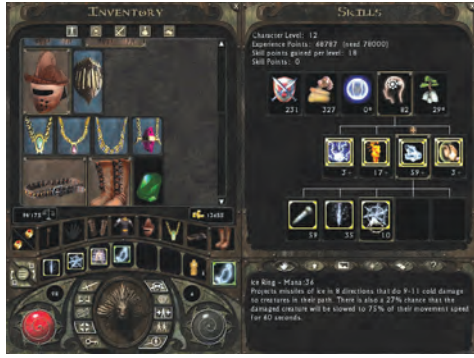 INVENTORY
SKILLS
Character Level: 12
Experience Points: 48787 (need 78000)
Skill points gained per level: 18
Skill Points: 0
231
327
0*
82
29*
3-
17-
59-
3-
59
35
10
Ice Ring - Mana:36
Projects missiles of ice in 8 directions that do 9-11 cold damage
to creatures in their path. There is also a 27% chance that the
damaged creature will be slowed to 75% of their movement speed
for 60 seconds.